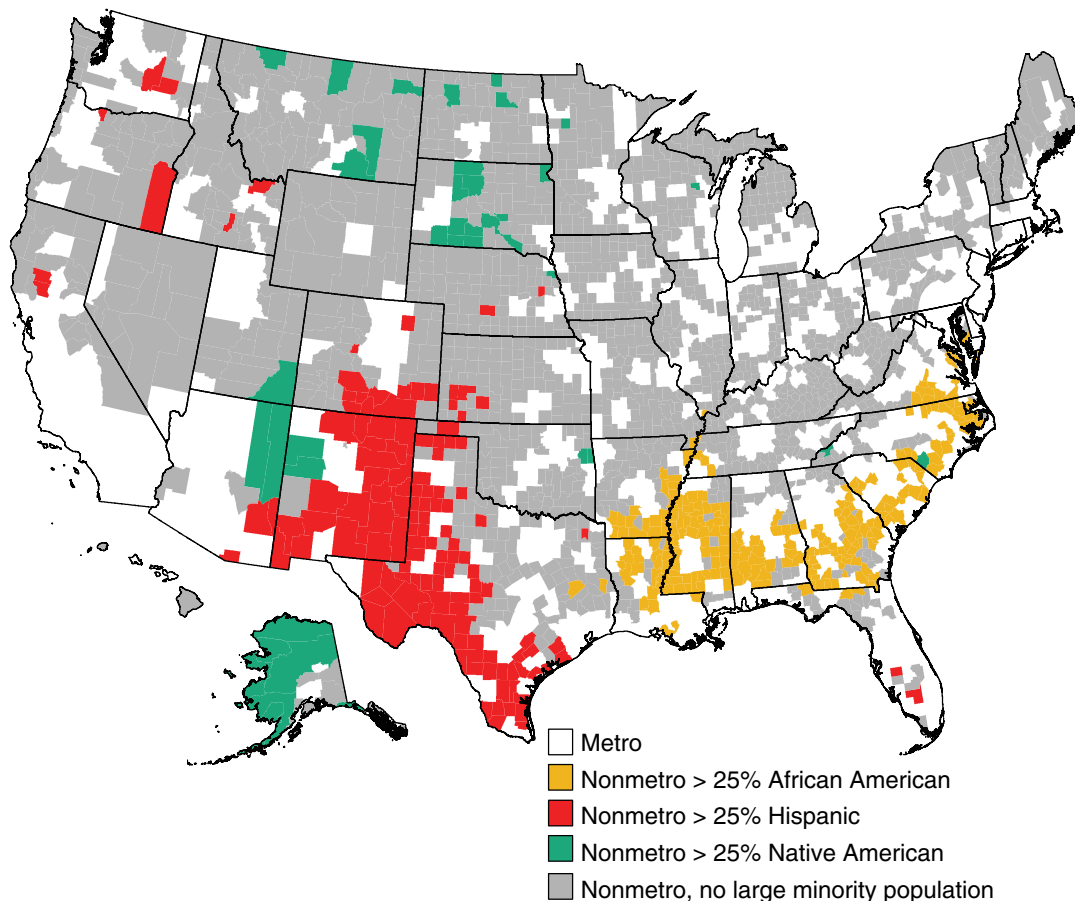 Metro
Nonmetro > 25% African American
Nonmetro > 25% Hispanic
Nonmetro > 25% Native American
Nonmetro, no large minority population